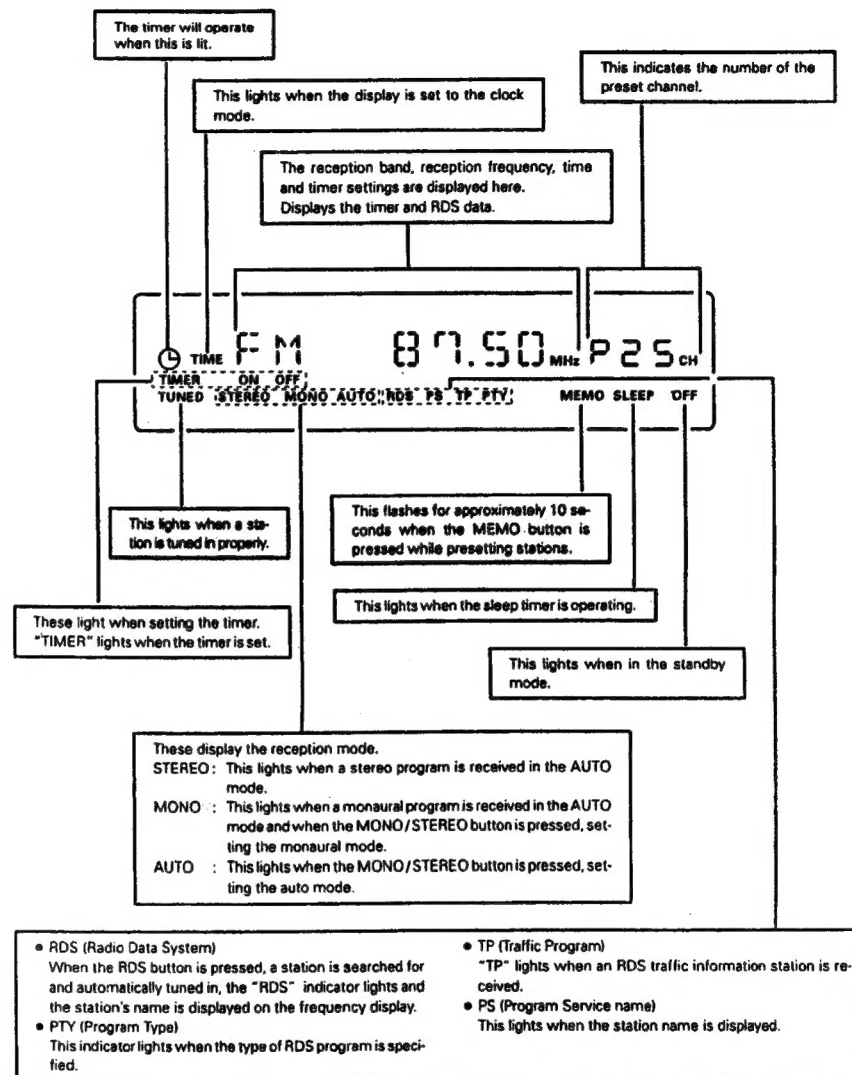 The timer will operate
when this is lit.
This indicates the number of the
preset channel.
This lights when the display is set to the clock
mode.
The reception band, reception frequency, time
and timer settings are displayed here.
Displays the timer and RDS data.
TIME FM 87.50 MHz P25 CH
TIMER ON OFF
TUNED STEREO MONO AUTO RDS PS TP PTY MEMO SLEEP OFF
This lights when a sta-
tion is tuned in properly.
This flashes for approximately 10 se-
conds when the MEMO button is
pressed while presetting stations.
This lights when the sleep timer is operating.
These light when setting the timer.
"TIMER" lights when the timer is set.
This lights when in the standby
mode.
These display the reception mode.
STEREO: This lights when a stereo program is received in the AUTO
mode.
MONO : This lights when a monaural program is received in the AUTO
mode and when the MONO/STEREO button is pressed, set-
ting the monaural mode.
AUTO : This lights when the MONO/STEREO button is pressed, set-
ting the auto mode.
● RDS (Radio Data System)
When the RDS button is pressed, a station is searched for
and automatically tuned in, the "RDS" indicator lights and
the station's name is displayed on the frequency display.
● PTY (Program Type)
This indicator lights when the type of RDS program is speci-
fied.
● TP (Traffic Program)
"TP" lights when an RDS traffic information station is re-
ceived.
● PS (Program Service name)
This lights when the station name is displayed.